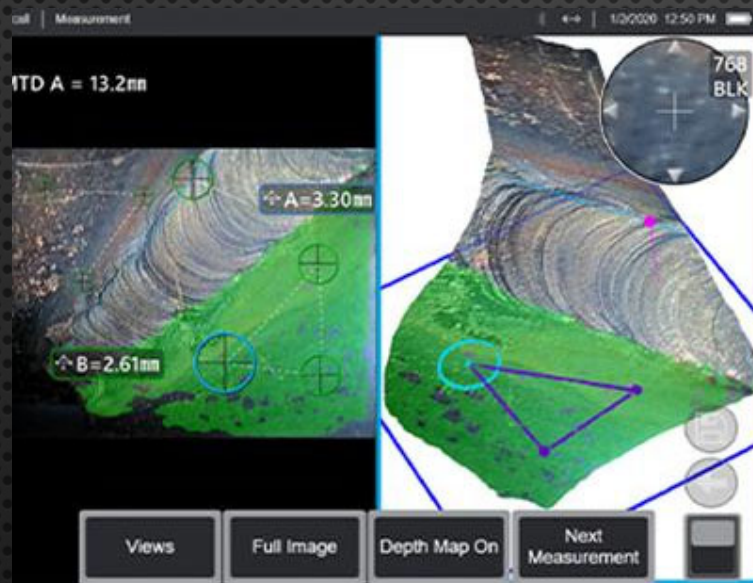 call | Measurement
1/2/2020 12:50 PM
MTD A = 13.2mm
A=3.30mm
B=2.61mm
768
BLK
Views
Full Image
Depth Map On
Next
Measurement